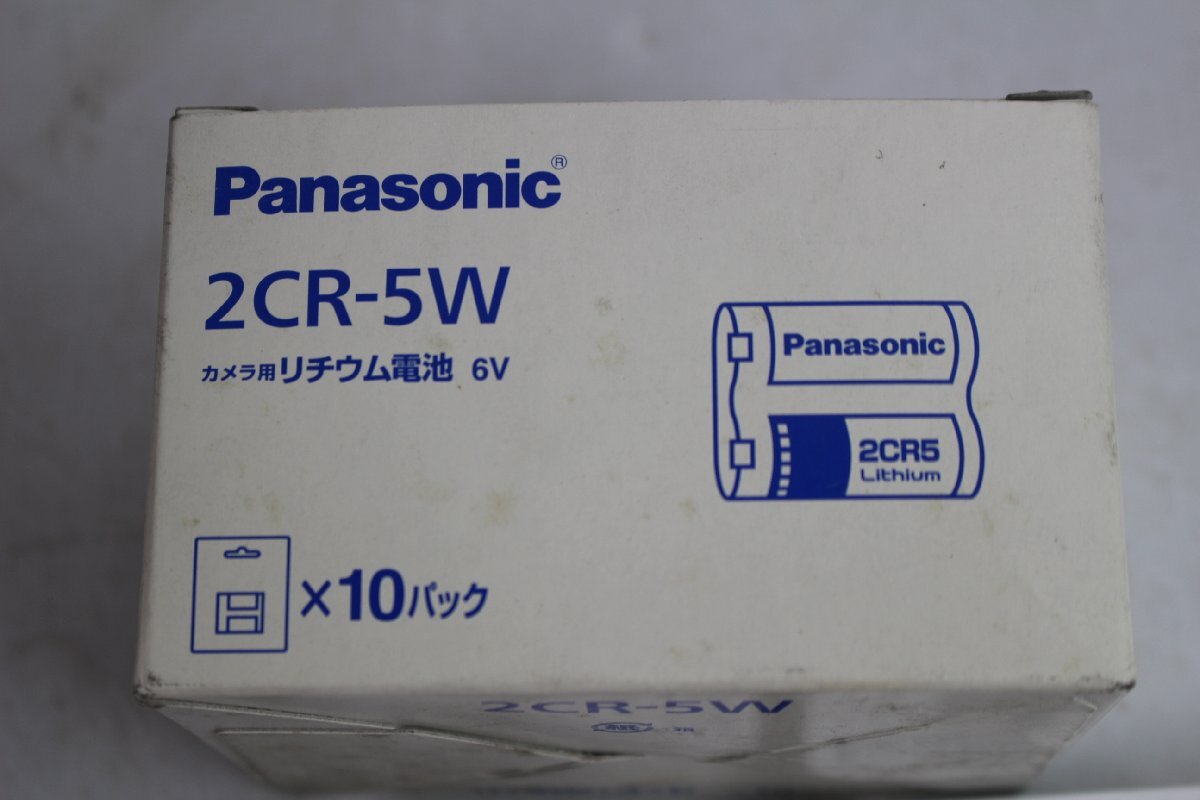 Panasonic®
2CR-5W
カメラ用リチウム電池 6V
Panasonic
2CR5
Lithium
×10パック
2CR-5W